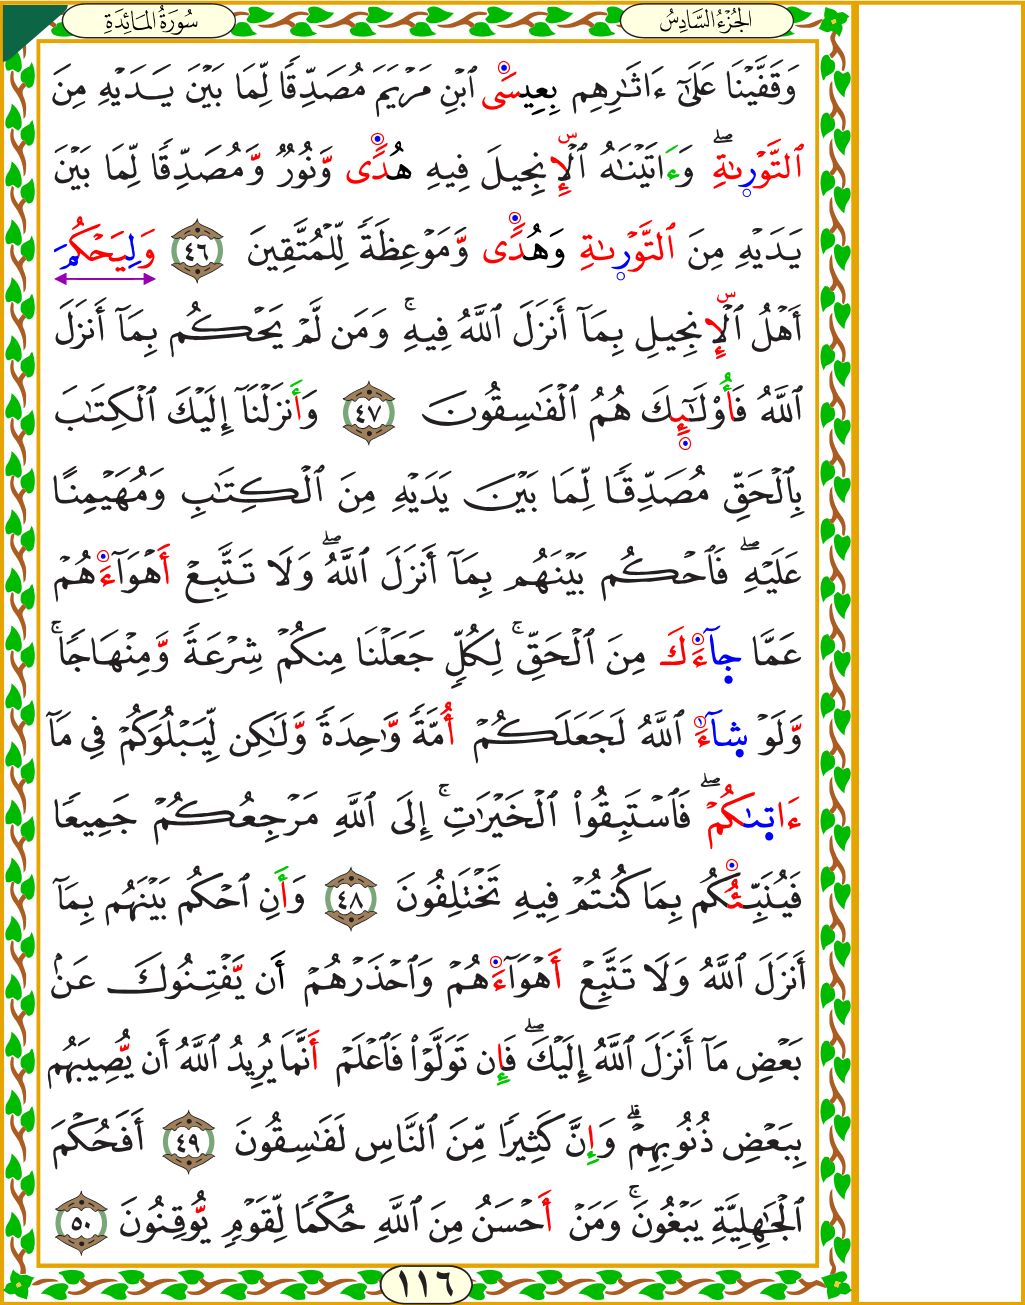 الجُزْءُ السَّادِسُ
سُورَةُ المَائِدَةِ
وَقَفَّيۡنَا عَلَىٰٓ ءَاثَٰرِهِم بِعِيسَى ٱبۡنِ مَرۡيَمَ مُصَدِّقٗا لِّمَا بَيۡنَ يَدَيۡهِ مِنَ
ٱلتَّوۡرِىٰةِۖ وَءَاتَيۡنَٰهُ ٱلۡإِنجِيلَ فِيهِ هُدٗى وَّنُورٞ وَّمُصَدِّقٗا لِّمَا بَيۡنَ
يَدَيۡهِ مِنَ ٱلتَّوۡرِىٰةِ وَهُدٗى وَّمَوۡعِظَةٗ لِّلۡمُتَّقِينَ ٤٦ وَلِيَحۡكُمَ
أَهۡلُ ٱلۡإِنجِيلِ بِمَآ أَنزَلَ ٱللَّهُ فِيهِۚ وَمَن لَّمۡ يَحۡكُم بِمَآ أَنزَلَ
ٱللَّهُ فَأُوْلَٰٓئِكَ هُمُ ٱلۡفَٰسِقُونَ ٤٧ وَأَنزَلۡنَآ إِلَيۡكَ ٱلۡكِتَٰبَ
بِٱلۡحَقِّ مُصَدِّقٗا لِّمَا بَيۡنَ يَدَيۡهِ مِنَ ٱلۡكِتَٰبِ وَمُهَيۡمِنًا
عَلَيۡهِۖ فَٱحۡكُم بَيۡنَهُم بِمَآ أَنزَلَ ٱللَّهُۖ وَلَا تَتَّبِعۡ أَهۡوَآءَهُمۡ
عَمَّا جَآءَكَ مِنَ ٱلۡحَقِّۚ لِكُلّٖ جَعَلۡنَا مِنكُمۡ شِرۡعَةٗ وَّمِنۡهَاجٗاۚ
وَّلَوۡ شَآءَ ٱللَّهُ لَجَعَلَكُمۡ أُمَّةٗ وَّٰحِدَةٗ وَّلَٰكِن لِّيَبۡلُوَكُمۡ فِي مَآ
ءَاتِىٰكُمۡۖ فَٱسۡتَبِقُواْ ٱلۡخَيۡرَٰتِۚ إِلَى ٱللَّهِ مَرۡجِعُكُمۡ جَمِيعٗا
فَيُنَبِّئُكُم بِمَا كُنتُمۡ فِيهِ تَخۡتَلِفُونَ ٤٨ وَأَنِ ٱحۡكُم بَيۡنَهُم بِمَآ
أَنزَلَ ٱللَّهُ وَلَا تَتَّبِعۡ أَهۡوَآءَهُمۡ وَٱحۡذَرۡهُمۡ أَن يَّفۡتِنُوكَ عَنۢ
بَعۡضِ مَآ أَنزَلَ ٱللَّهُ إِلَيۡكَۖ فَإِن تَوَلَّوۡاْ فَٱعۡلَمۡ أَنَّمَا يُرِيدُ ٱللَّهُ أَن يُّصِيبَهُم
بِبَعۡضِ ذُنُوبِهِمۡۗ وَإِنَّ كَثِيرٗا مِّنَ ٱلنَّاسِ لَفَٰسِقُونَ ٤٩ أَفَحُكۡمَ
ٱلۡجَٰهِلِيَّةِ يَبۡغُونَۚ وَمَنۡ أَحۡسَنُ مِنَ ٱللَّهِ حُكۡمٗا لِّقَوۡمٖ يُّوقِنُونَ ٥٠
١١٦